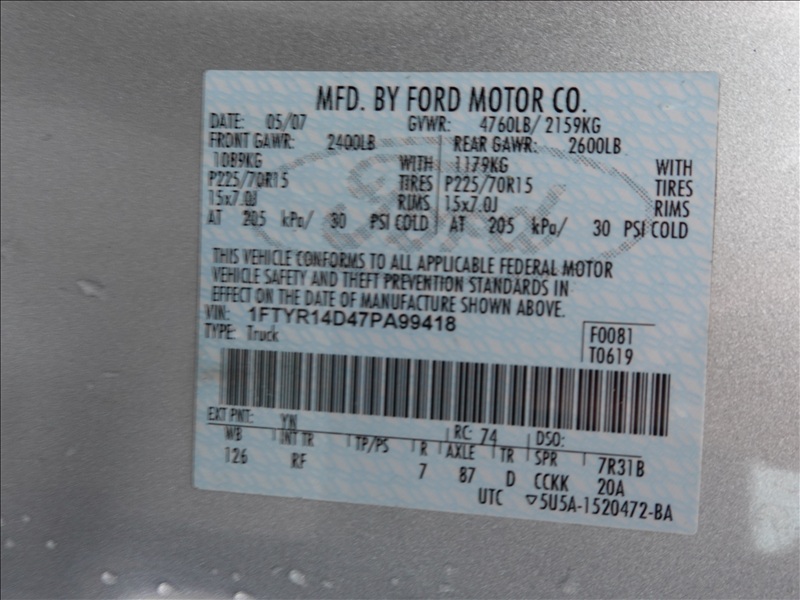 MFD. BY FORD MOTOR CO.
DATE: 05/07 GVWR: 4760LB/ 2159KG
FRONT GAWR: 2400LB REAR GAWR: 2600LB
1089KG WITH 1179KG WITH
P225/70R15 TIRES P225/70R15 TIRES
15x7.0J RIMS 15x7.0J RIMS
AT 205 kPa/ 30 PSI COLD AT 205 kPa/ 30 PSI COLD
THIS VEHICLE CONFORMS TO ALL APPLICABLE FEDERAL MOTOR
VEHICLE SAFETY AND THEFT PREVENTION STANDARDS IN
EFFECT ON THE DATE OF MANUFACTURE SHOWN ABOVE.
VIN: 1FTYR14D47PA99418
TYPE: Truck
F0081
T0619
EXT PNT: YN RC: 74 DSO:
WB INT TR TP/PS R AXLE TR SPR 7R31B
126 RF 7 87 D CCKK 20A
UTC ▽5U5A-1520472-BA